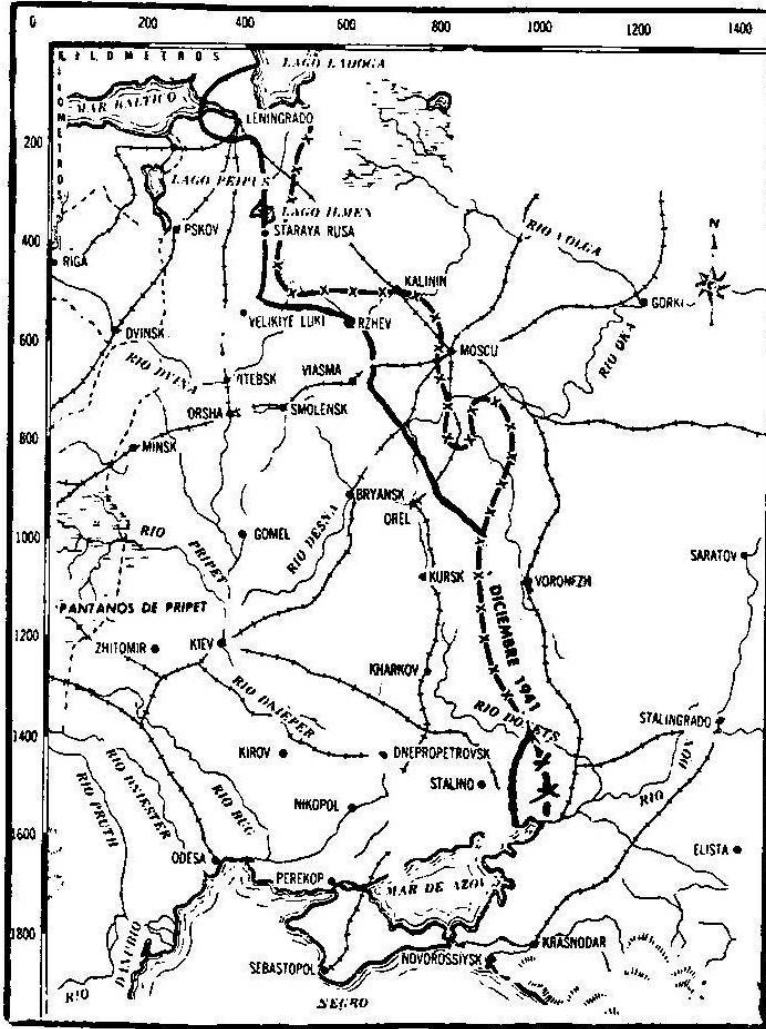 0 200 400 600 800 1000 1200 1400
KILOMETROS
KILOMETROS
LAGO LADOGA
MAR BALTICO
LENINGRADO
200
LAGO PEIPUS
LAGO ILMEN
PSKOV
STARAYA RUSA
RIO VOLGA
N
400
RIGA
KALININ
GORKI
VELIKIYE LUKI
RZHEV
DVINSK
600
MOSCU
RIO OKA
RIO DVINA
VITEBSK
VIASMA
ORSHA
SMOLENSK
800
MINSK
BRYANSK
OREL
1000
RIO PRIPET
GOMEL
RIO DESNA
SARATOV
KURSK
VORONEZH
PANTANOS DE PRIPET
DICIEMBRE 1941
1200
ZHITOMIR
KIEV
KHARKOV
RIO DNIEPER
RIO DONETS
STALINGRADO
1400
KIROV
DNEPROPETROVSK
STALINO
RIO DON
RIO PRUTH
RIO DNIESTER
RIO BUG
NIKOPOL
1600
ODESA
ELISTA
PEREKOP
MAR DE AZOV
1800
KRASNODAR
NOVOROSSIYSK
SEBASTOPOL
RIO DANUBIO
NEGRO